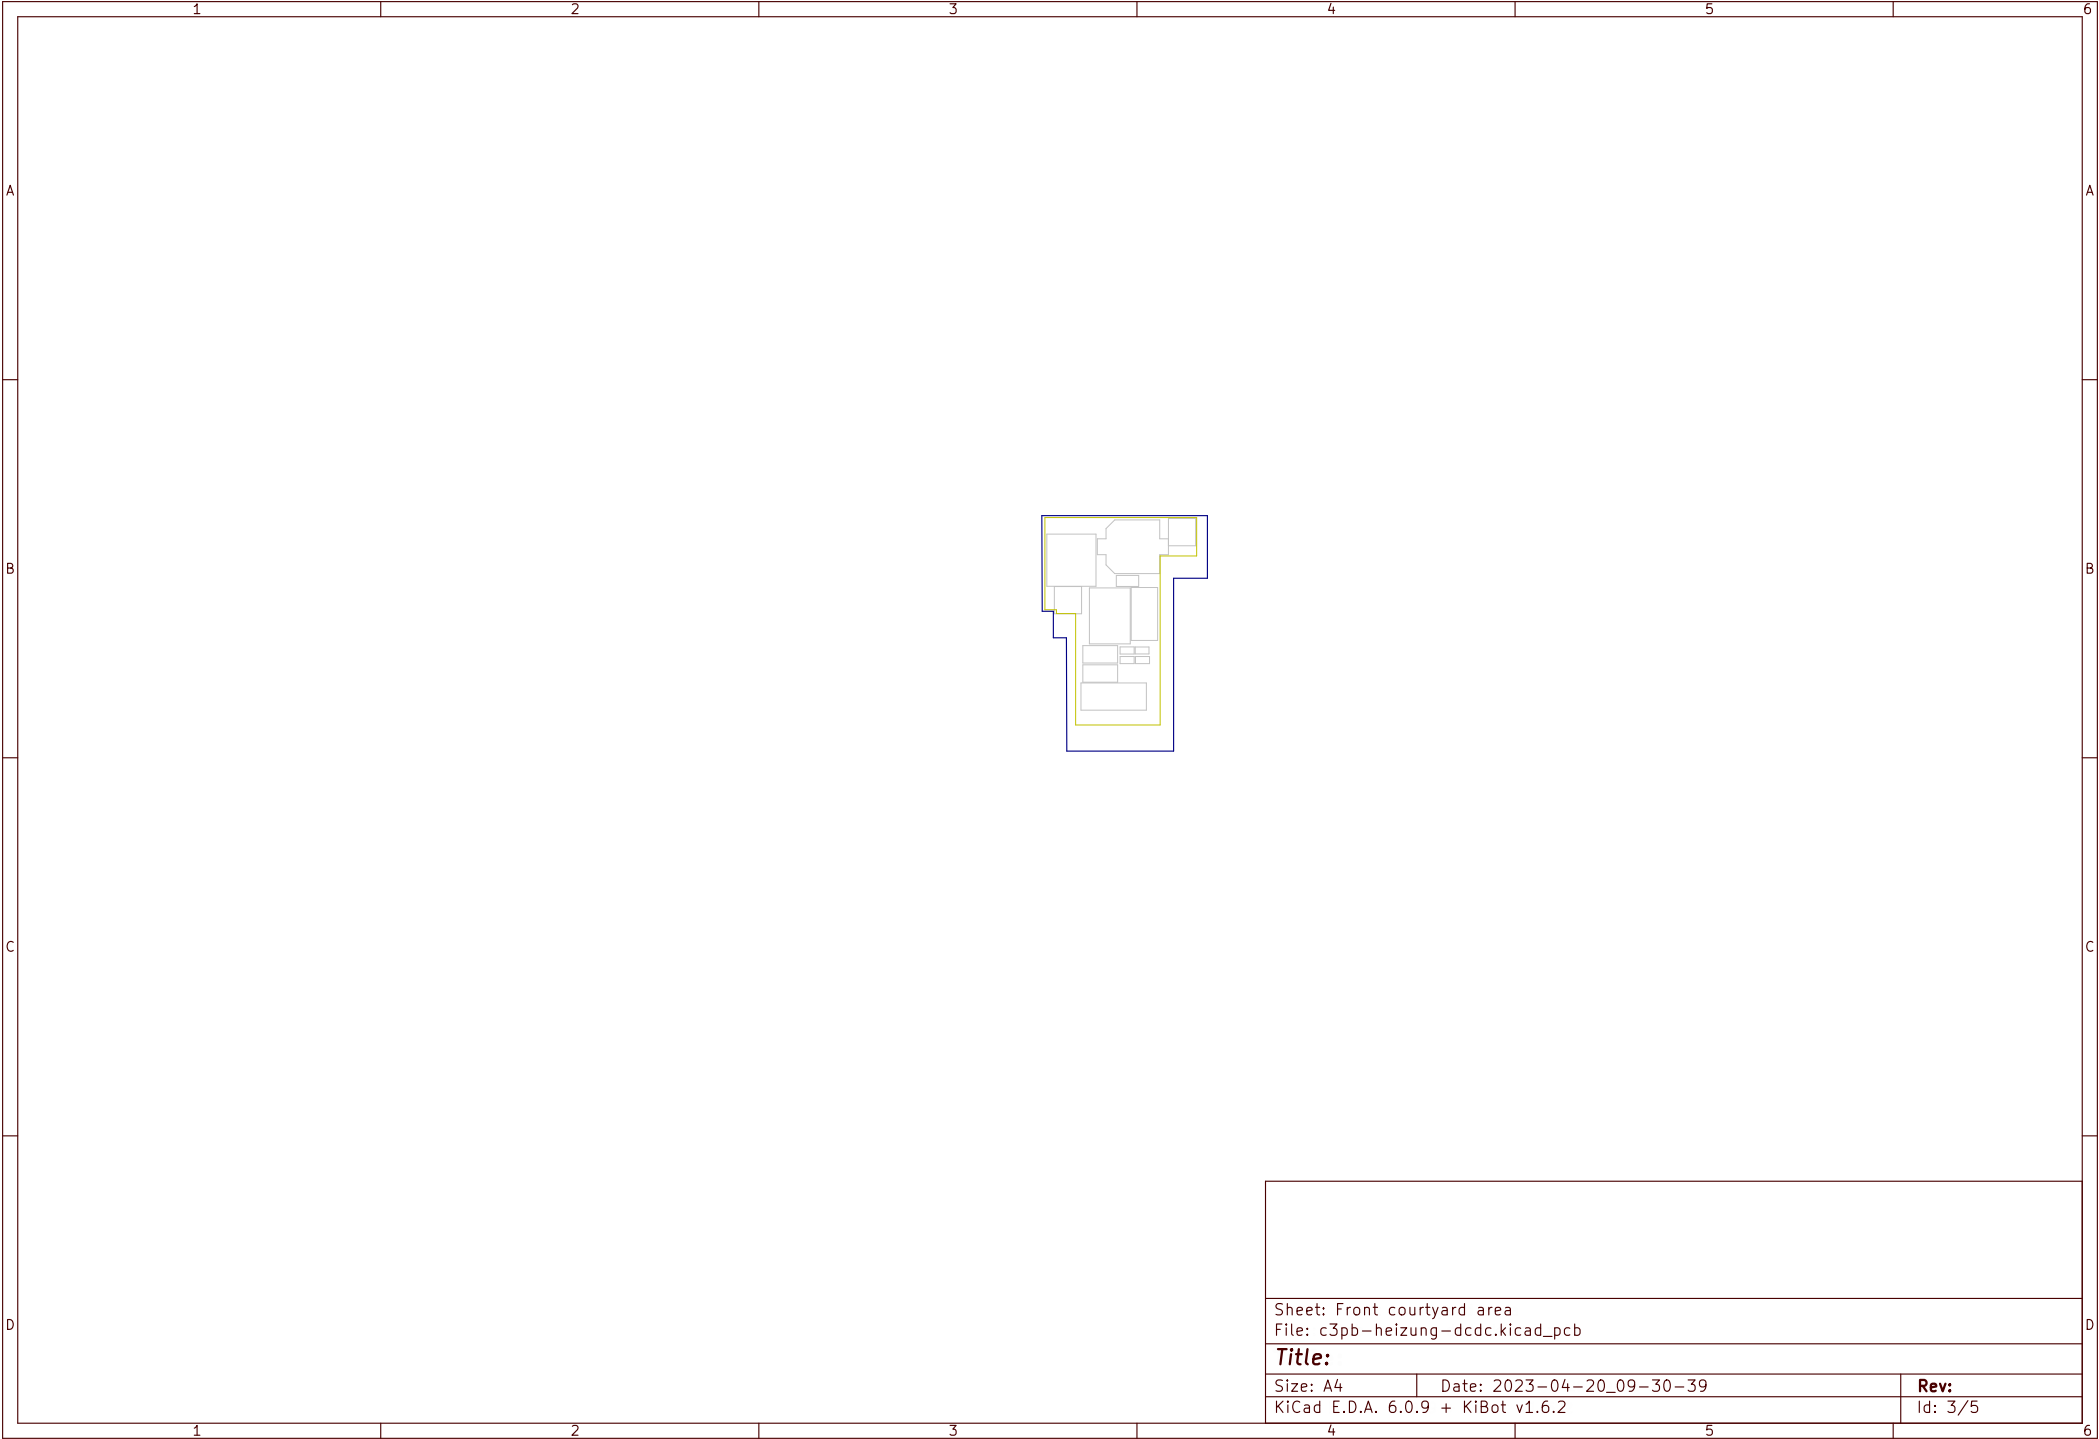 1 2 3 4 5 6
A A
B B
C C
D D
Sheet: Front courtyard area
File: c3pb-heizung-dcdc.kicad_pcb
Title:
Size: A4 Date: 2023-04-20_09-30-39 Rev:
KiCad E.D.A. 6.0.9 + KiBot v1.6.2 Id: 3/5
1 2 3 4 5 6